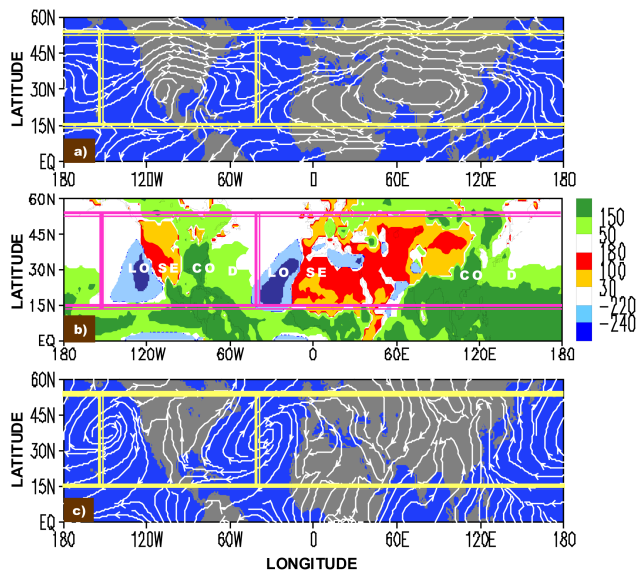 60N
45N
30N
15N
EQ
LATITUDE
a)
180 120W 60W 0 60E 120E 180
60N
45N
30N
15N
EQ
LATITUDE
LO SE CO D LO SE CO D
b)
180 120W 60W 0 60E 120E 180
150
50
180
100
30
-220
-240
60N
45N
30N
15N
EQ
LATITUDE
c)
180 120W 60W 0 60E 120E 180
LONGITUDE